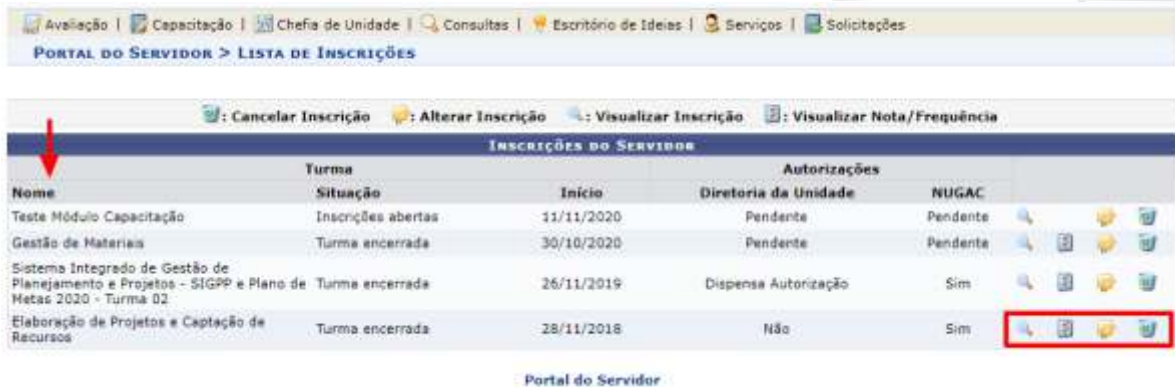 Avaliação | Capacitação | Chefia de Unidade | Consultas | Escritório de Ideias | Serviços | Solicitações
Portal do Servidor > Lista de Inscrições
: Cancelar Inscrição : Alterar Inscrição : Visualizar Inscrição : Visualizar Nota/Frequência
Inscrições do Servidor
Turma Autorizações
Nome Situação Início Diretoria da Unidade NUGAC
Teste Módulo Capacitação Inscrições abertas 11/11/2020 Pendente Pendente
Gestão de Materiais Turma encerrada 30/10/2020 Pendente Pendente
Sistema Integrado de Gestão de
Planejamento e Projetos - SIGPP e Plano de Turma encerrada 26/11/2019 Dispensa Autorização Sim
Metas 2020 - Turma 02
Elaboração de Projetos e Captação de
Recursos Turma encerrada 28/11/2018 Não Sim
Portal do Servidor